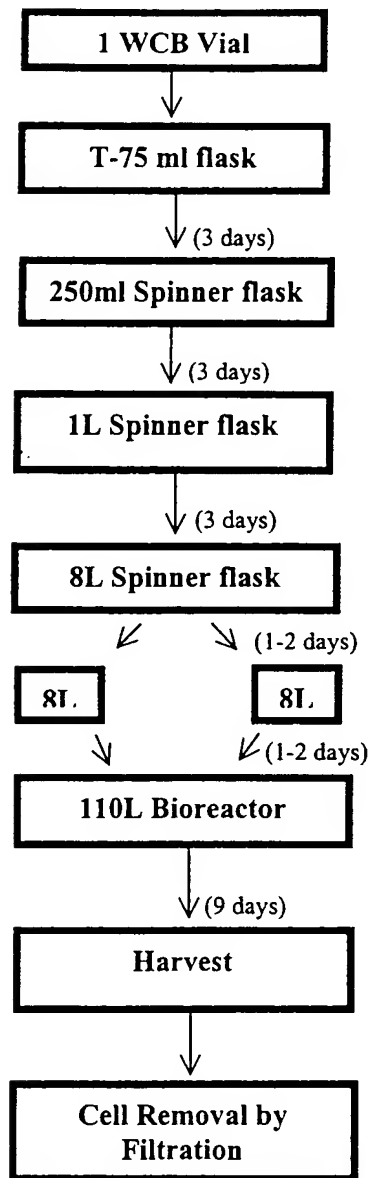 1 WCB Vial
T-75 ml flask
(3 days)
250ml Spinner flask
(3 days)
1L Spinner flask
(3 days)
8L Spinner flask
(1-2 days)
8L 8L
(1-2 days)
110L Bioreactor
(9 days)
Harvest
Cell Removal by
Filtration